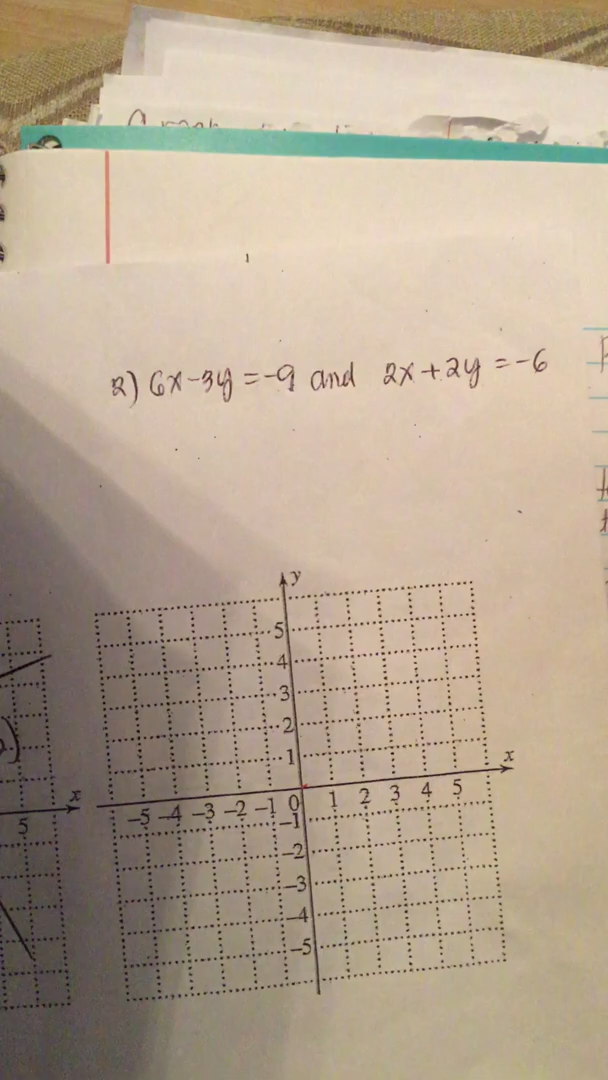 2) 6x-3y=-9 and 2x+2y=-6
y
5
4
3
2
1
x
-5 -4 -3 -2 -1 0 1 2 3 4 5
-1
-2
-3
-4
-5
x
5